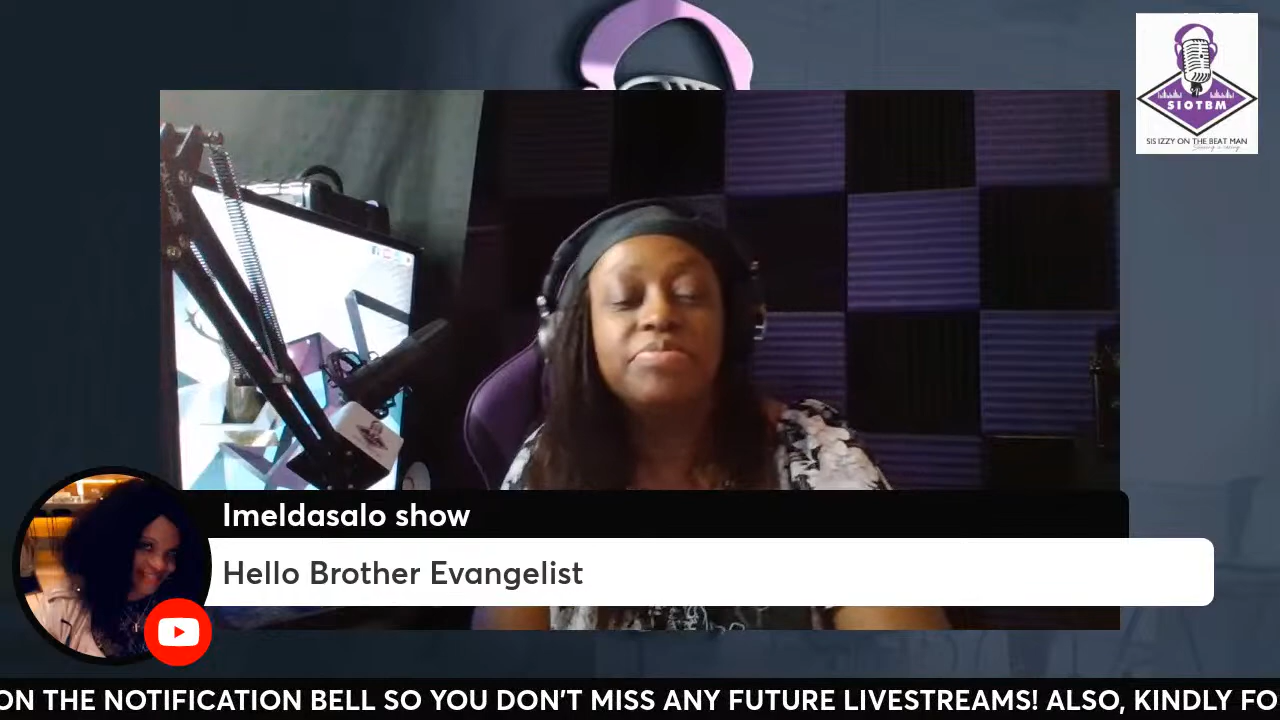 SIOTBM
SIS IZZY ON THE BEAT MAN
Imeldasalo show
Hello Brother Evangelist
ON THE NOTIFICATION BELL SO YOU DON'T MISS ANY FUTURE LIVESTREAMS! ALSO, KINDLY FO